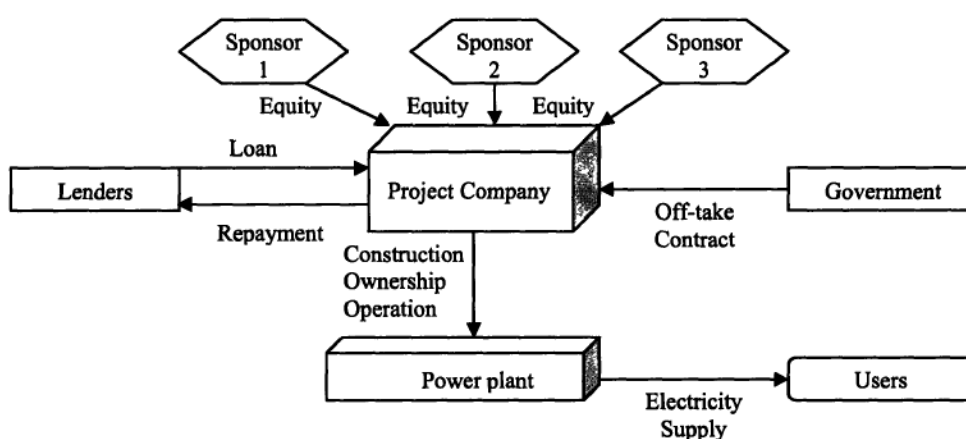 Sponsor
1
Sponsor
2
Sponsor
3
Equity
Equity
Equity
Loan
Lenders
Project Company
Government
Repayment
Off-take
Contract
Construction
Ownership
Operation
Power plant
Users
Electricity
Supply